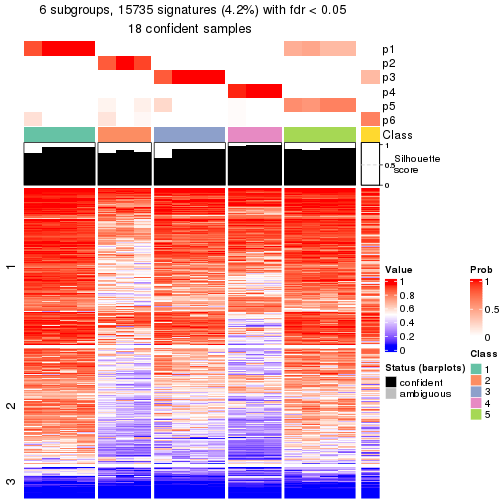 6 subgroups, 15735 signatures (4.2%) with fdr < 0.05
18 confident samples
p1
p2
p3
p4
p5
p6
Class
1
0.5
0
Silhouette
score
1
2
3
Value
1
0.8
0.6
0.4
0.2
0
Status (barplots)
confident
ambiguous
Prob
1
0.5
0
Class
1
2
3
4
5